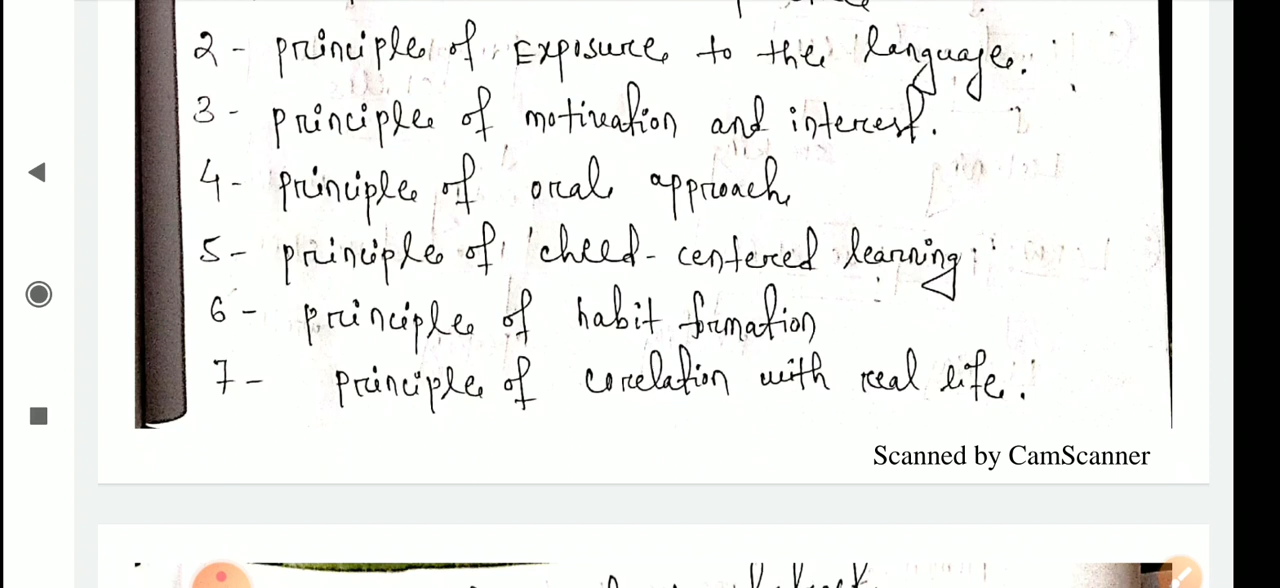 2 - principle of Exposure to the language.
3 - principle of motivation and interest.
4 - principle of oral approach
5 - principle of child-centered learning:
6 - principle of habit formation
7 - principle of correlation with real life.
Scanned by CamScanner